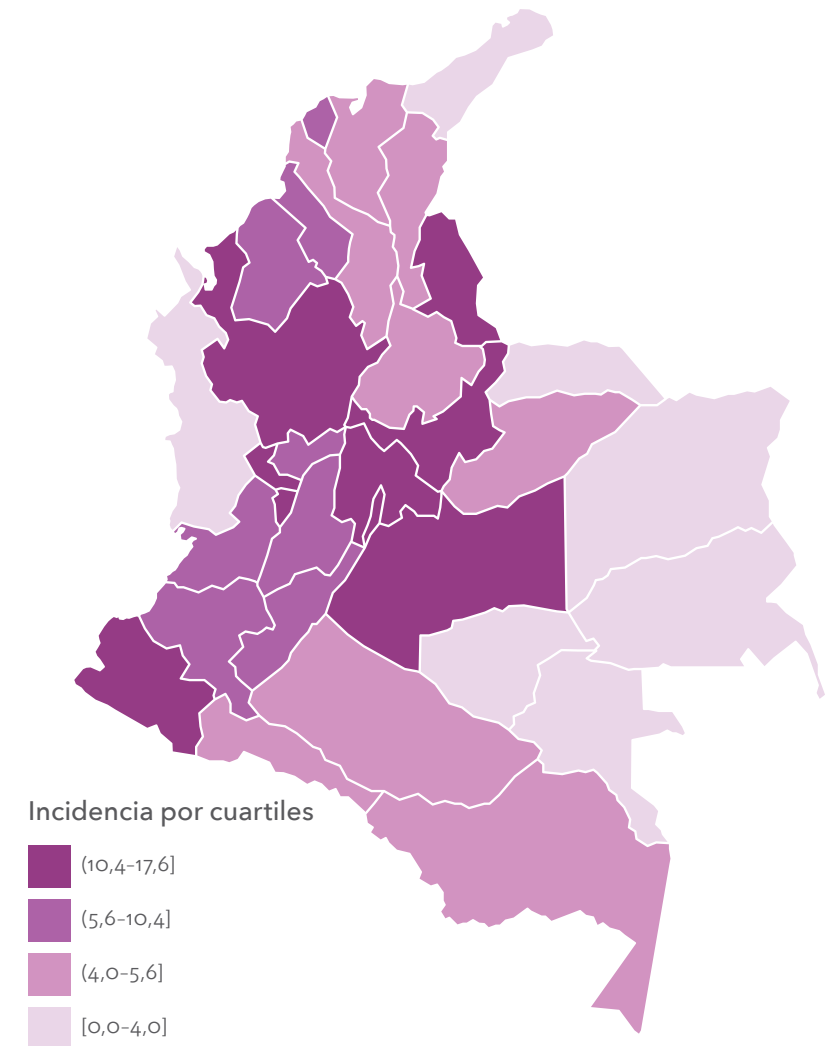 Incidencia por cuartiles
(10,4–17,6]
(5,6–10,4]
(4,0–5,6]
[0,0–4,0]